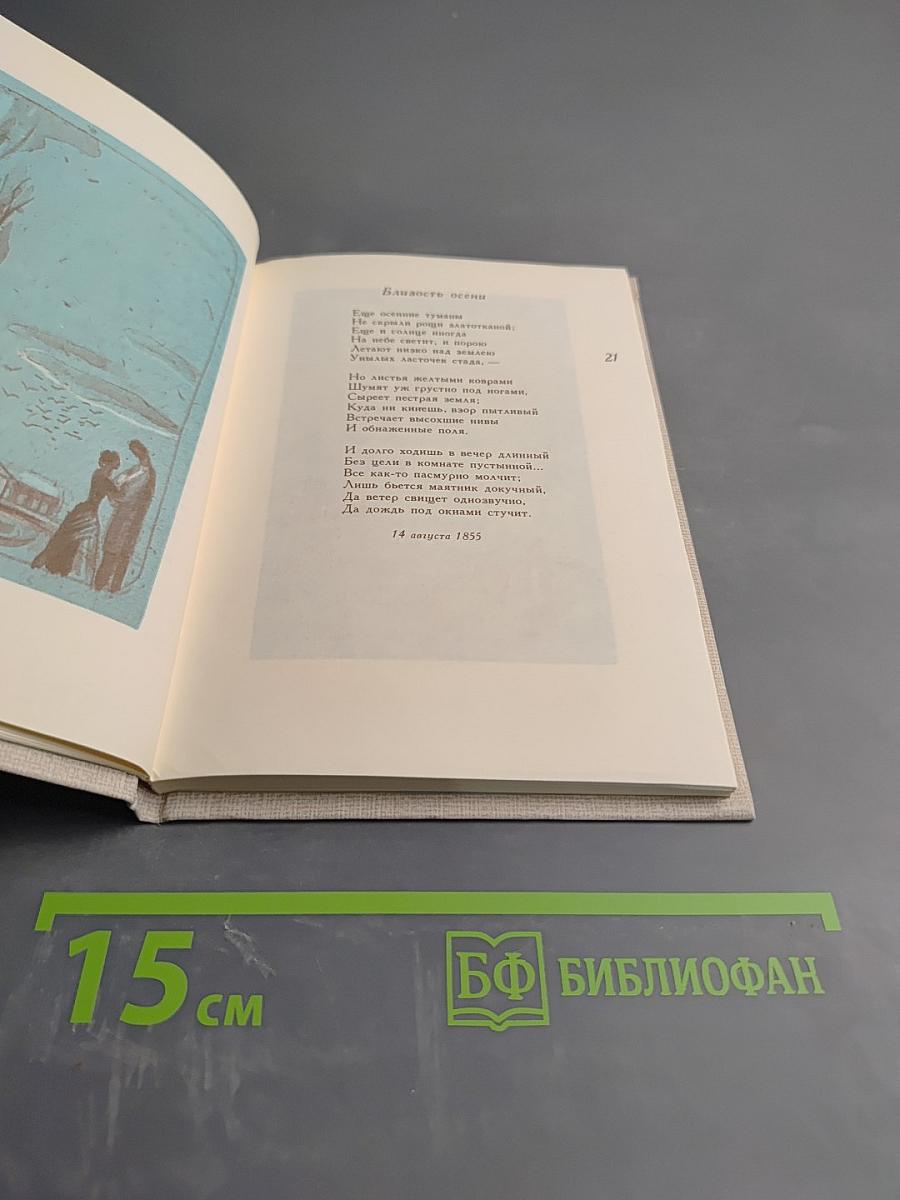 Близость осени
Еще осенние туманы
Не скрыли рощи златотканой;
Еще и солнце иногда
На небе светит, и порою
Летают низко над землею
Унылых ласточек стада, —
21
Но листья желтыми коврами
Шумят уж грустно под ногами,
Сыреет пестрая земля;
Куда ни кинешь, взор пытливый
Встречает высохшие нивы
И обнаженные поля.
И долго ходишь в вечер длинный
Без цели в комнате пустынной...
Все как-то пасмурно молчит;
Лишь бьется маятник докучный,
Да ветер свищет однозвучно,
Да дождь под окнами стучит.
14 августа 1855
15 см
БФ БИБЛИОФАН